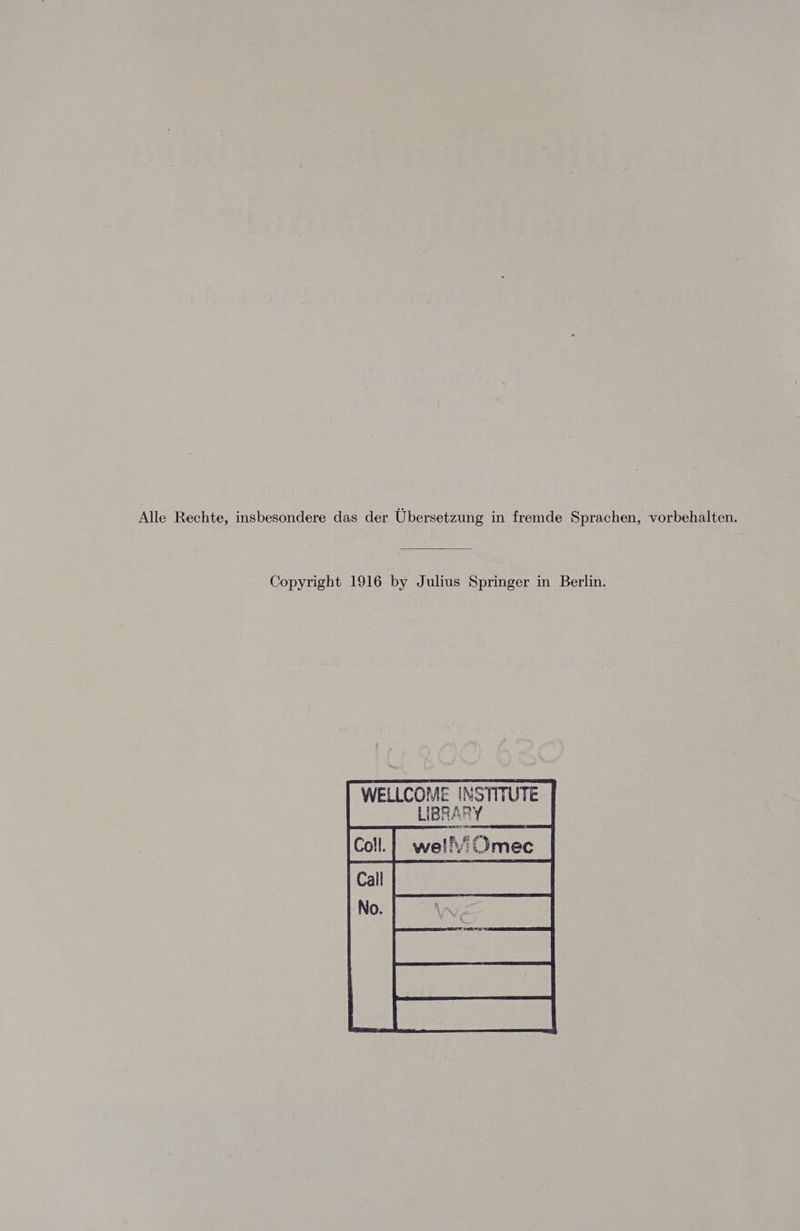 Alle Rechte, insbesondere das der Übersetzung in fremde Sprachen, vorbehalten.
Copyright 1916 by Julius Springer in Berlin.
WELLCOME INSTITUTE
LIBRARY
Coll. welMOmec
Call
No.